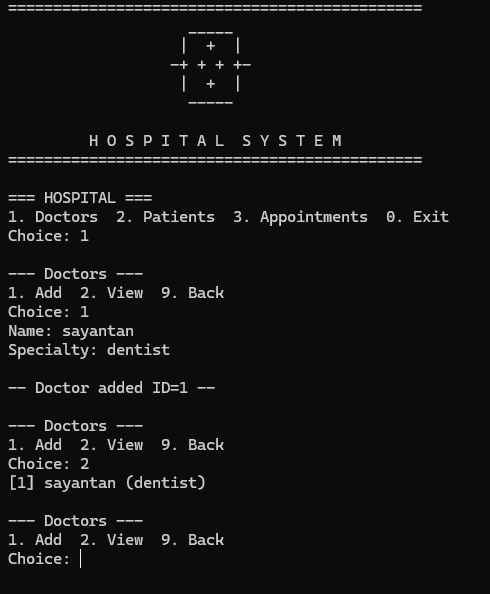 ==============================================
_____
|  +  |
-+ + + +-
|  +  |
-----
H O S P I T A L  S Y S T E M
==============================================
=== HOSPITAL ===
1. Doctors  2. Patients  3. Appointments  0. Exit
Choice: 1
--- Doctors ---
1. Add  2. View  9. Back
Choice: 1
Name: sayantan
Specialty: dentist
-- Doctor added ID=1 --
--- Doctors ---
1. Add  2. View  9. Back
Choice: 2
[1] sayantan (dentist)
--- Doctors ---
1. Add  2. View  9. Back
Choice: